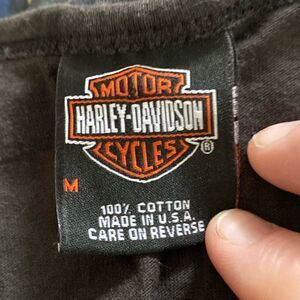 MOTOR
HARLEY-DAVIDSON
CYCLES ®
M
100% COTTON
MADE IN U.S.A.
CARE ON REVERSE